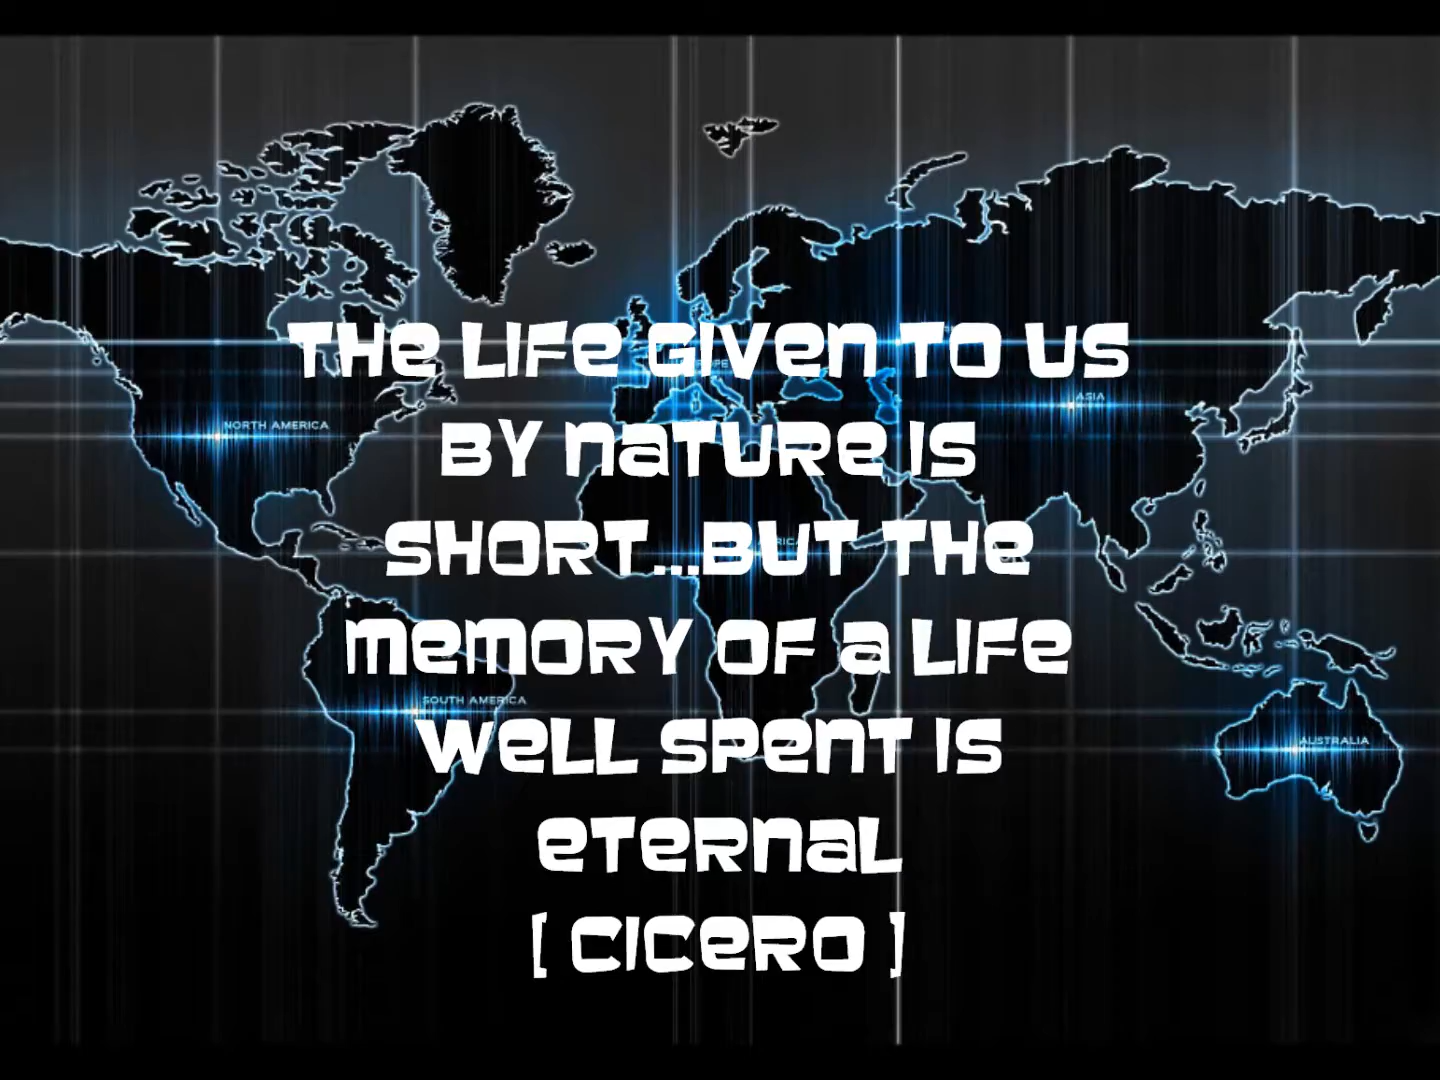 THE LIFE GIVEN TO US
BY NATURE IS
SHORT...BUT THE
MEMORY OF A LIFE
WELL SPENT IS
ETERNAL
[ CICERO ]
NORTH AMERICA
ASIA
SOUTH AMERICA
AUSTRALIA